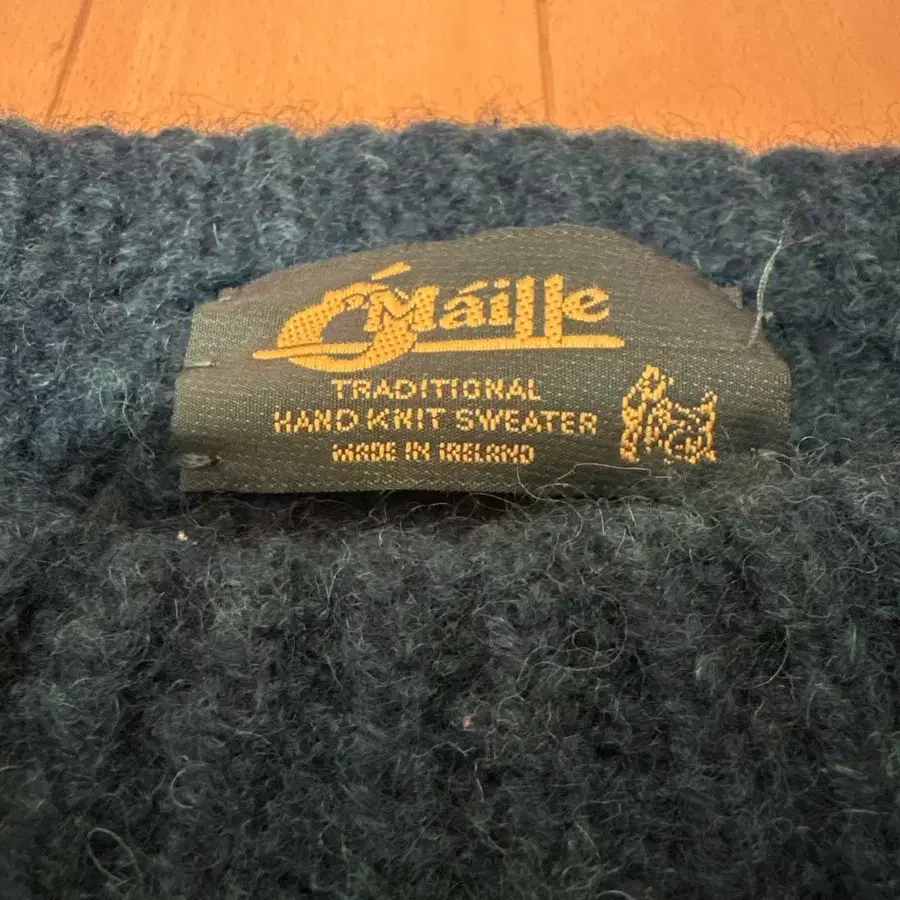 Ó'Máille
TRADITIONAL
HAND KNIT SWEATER
MADE IN IRELAND